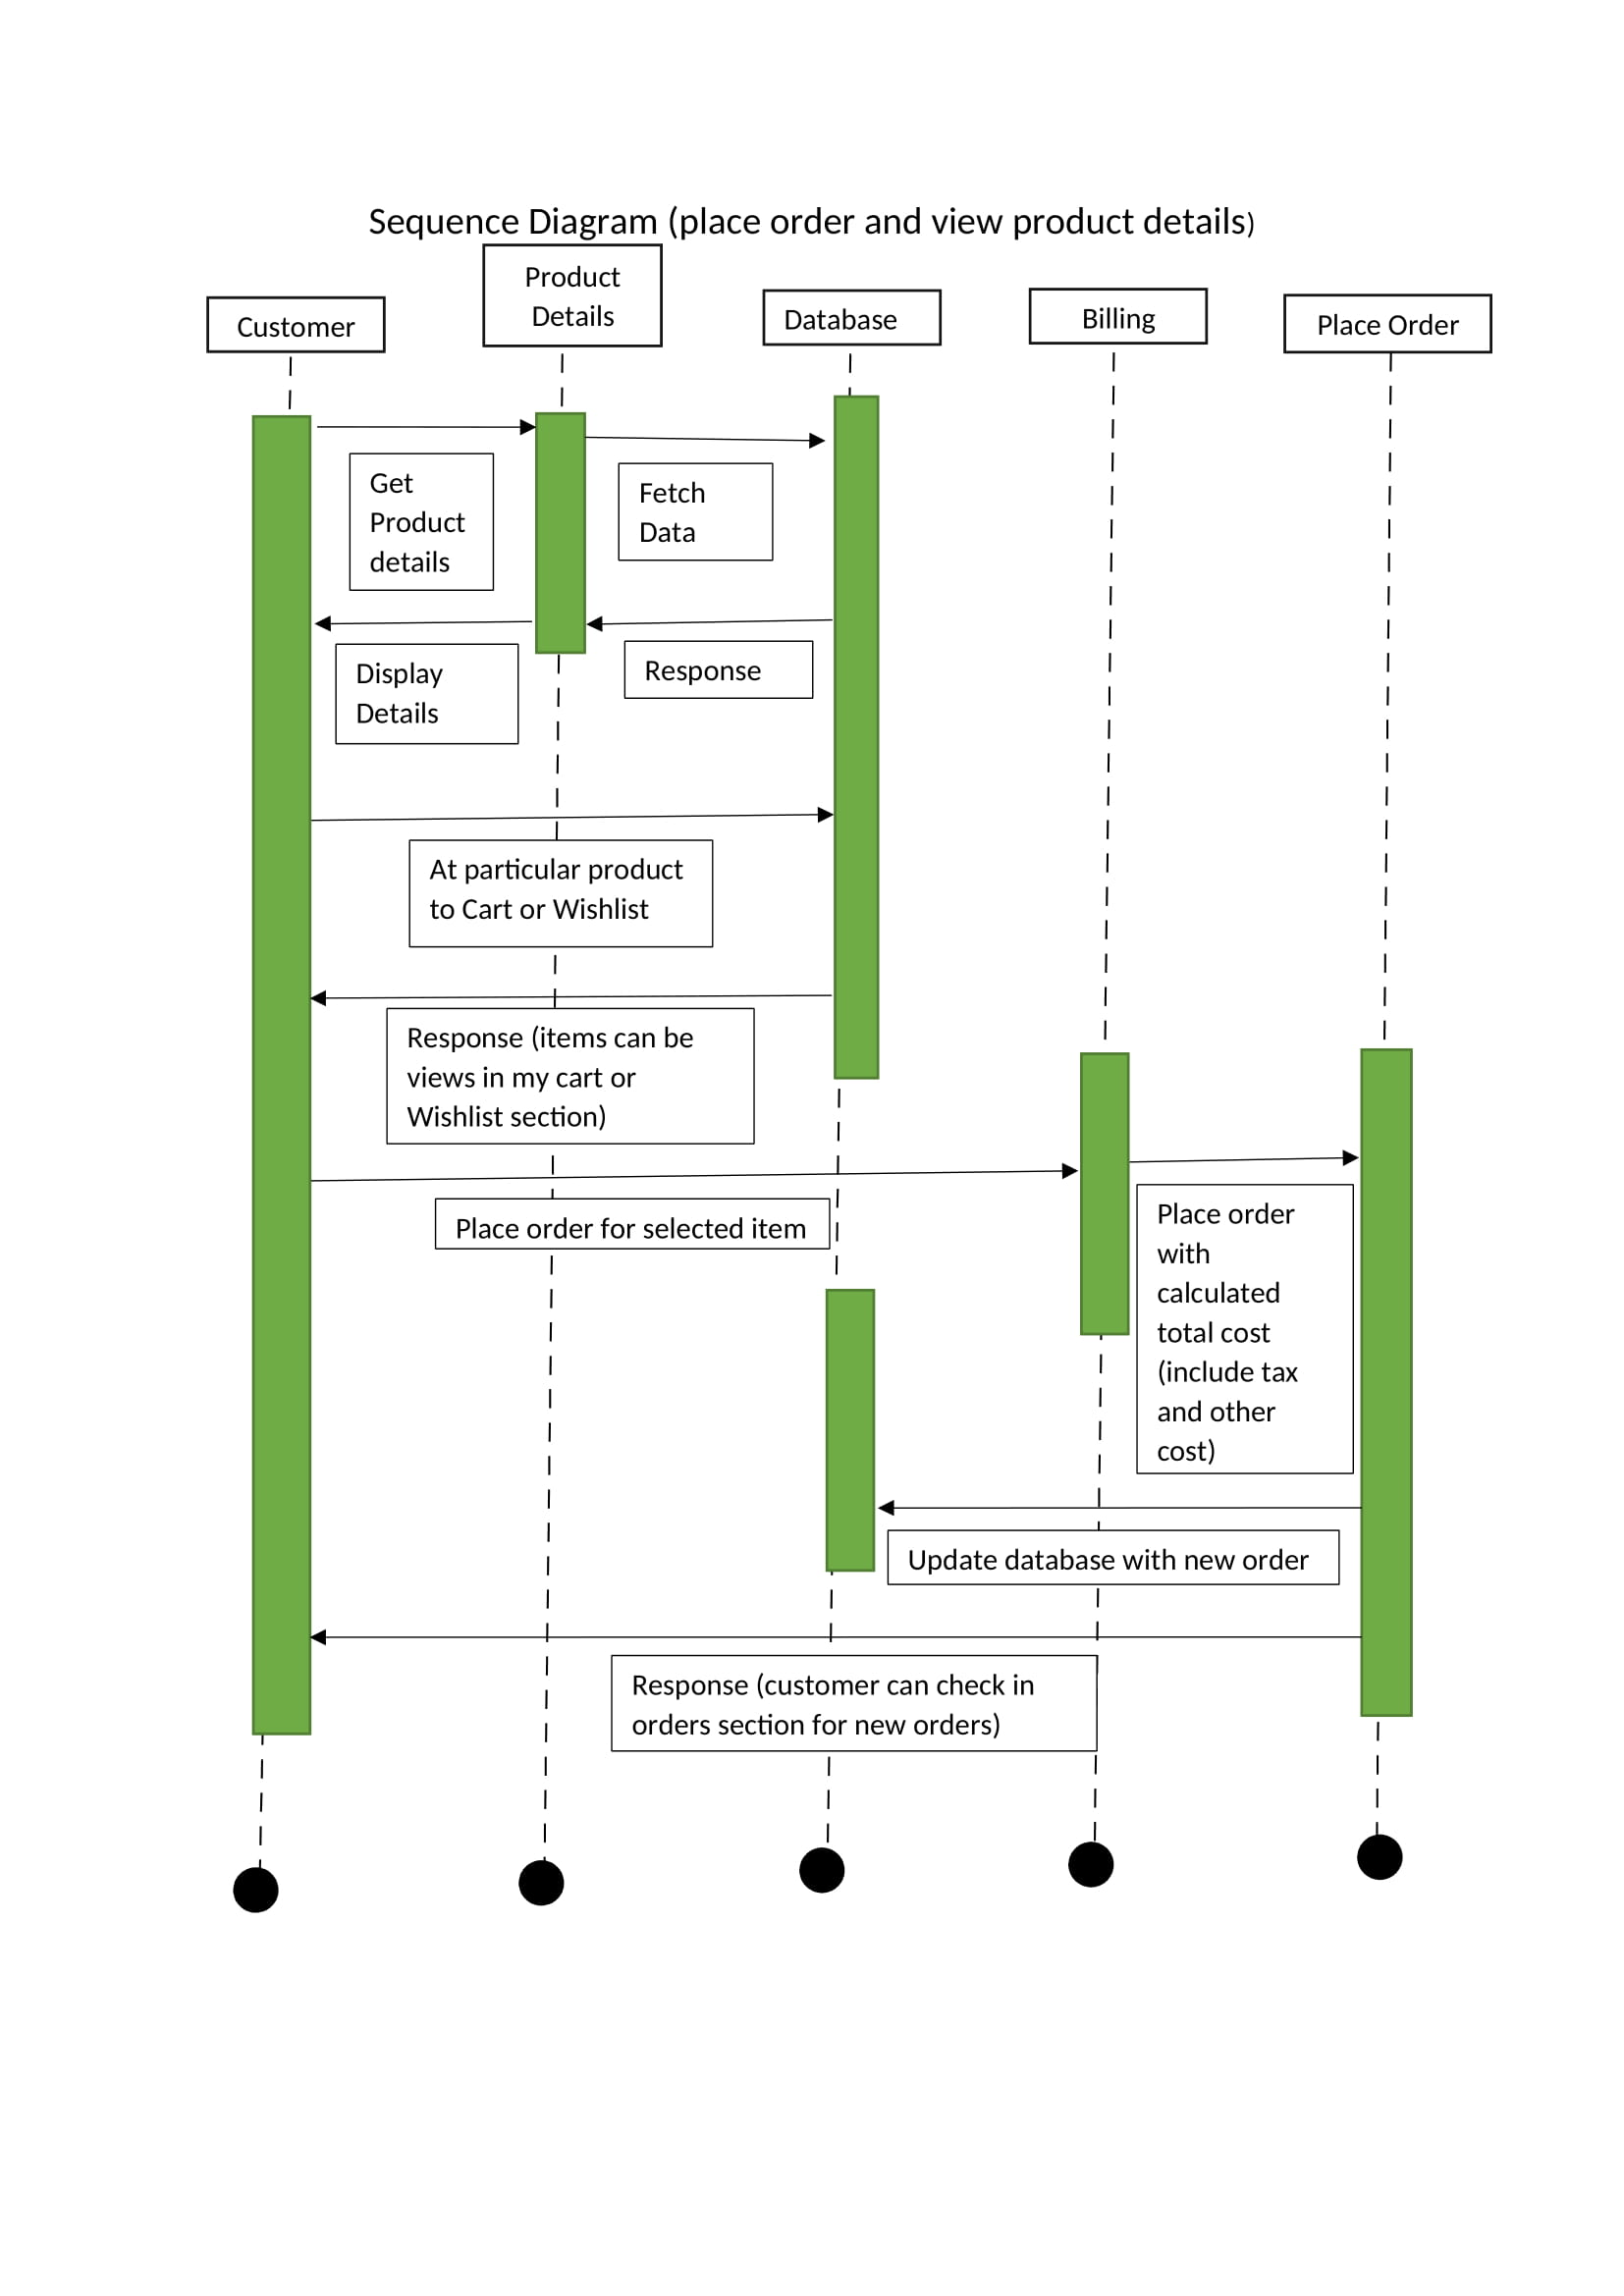 Sequence Diagram (place order and view product details)
Product
Details
Customer
Database
Billing
Place Order
Get
Product
details
Fetch
Data
Display
Details
Response
At particular product
to Cart or Wishlist
Response (items can be
views in my cart or
Wishlist section)
Place order for selected item
Place order
with
calculated
total cost
(include tax
and other
cost)
Update database with new order
Response (customer can check in
orders section for new orders)